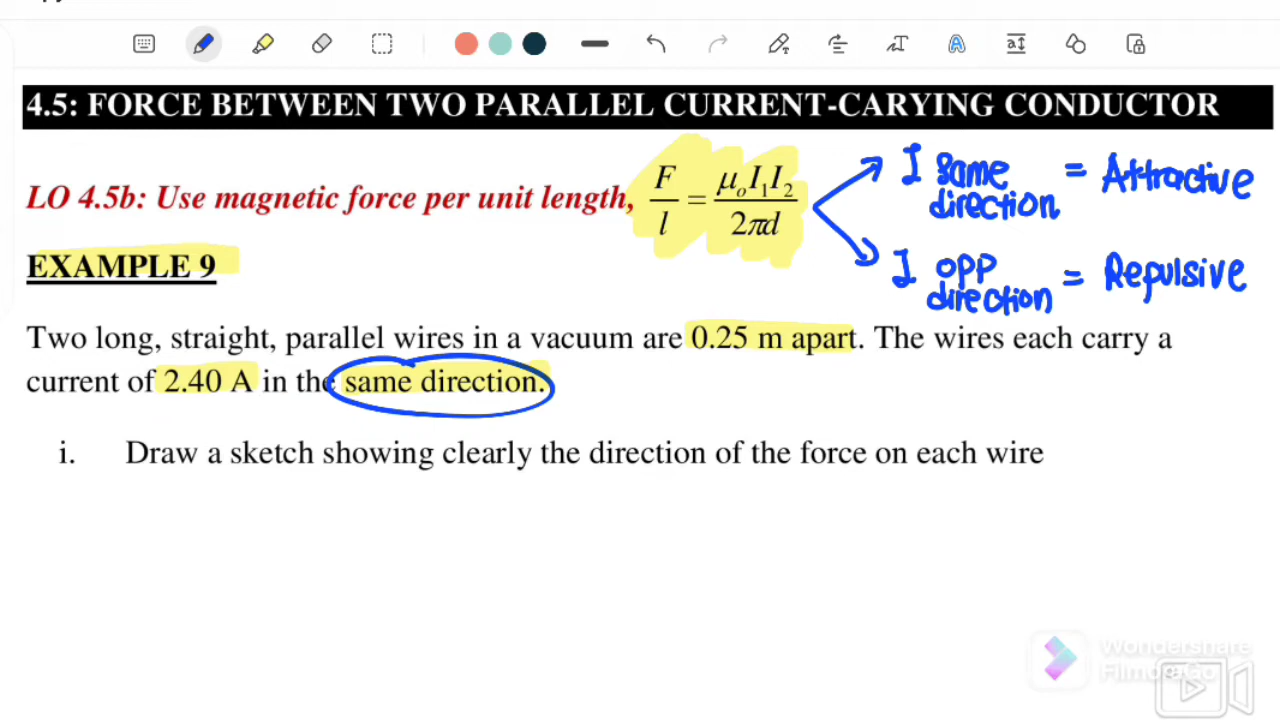 4.5: FORCE BETWEEN TWO PARALLEL CURRENT-CARYING CONDUCTOR
LO 4.5b: Use magnetic force per unit length, F/l = μₒI₁I₂/2πd
I same direction = Attractive
EXAMPLE 9
I opp direction = Repulsive
Two long, straight, parallel wires in a vacuum are 0.25 m apart. The wires each carry a
current of 2.40 A in the same direction.
i. Draw a sketch showing clearly the direction of the force on each wire
Wondershare
FilmoraGo